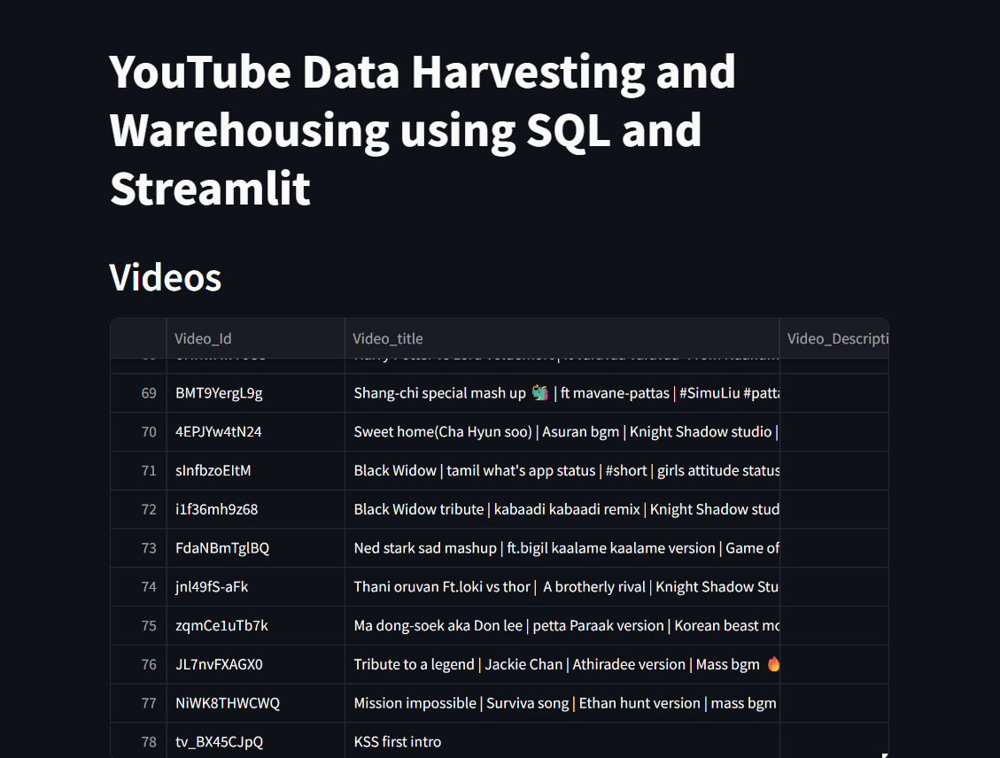 YouTube Data Harvesting and
Warehousing using SQL and
Streamlit
Videos
Video_Id Video_title Video_Descripti
69 BMT9YergL9g Shang-chi special mash up 🐲 | ft mavane-pattas | #SimuLiu #patta
70 4EPJYw4tN24 Sweet home(Cha Hyun soo) | Asuran bgm | Knight Shadow studio |
71 sInfbzoEItM Black Widow | tamil what's app status | #short | girls attitude status
72 i1f36mh9z68 Black Widow tribute | kabaadi kabaadi remix | Knight Shadow stud
73 FdaNBmTglBQ Ned stark sad mashup | ft.bigil kaalame kaalame version | Game of
74 jnl49fS-aFk Thani oruvan Ft.loki vs thor | A brotherly rival | Knight Shadow Stu
75 zqmCe1uTb7k Ma dong-soek aka Don lee | petta Paraak version | Korean beast mo
76 JL7nvFXAGX0 Tribute to a legend | Jackie Chan | Athiradee version | Mass bgm 🔥
77 NiWK8THWCWQ Mission impossible | Surviva song | Ethan hunt version | mass bgm
78 tv_BX45CJpQ KSS first intro